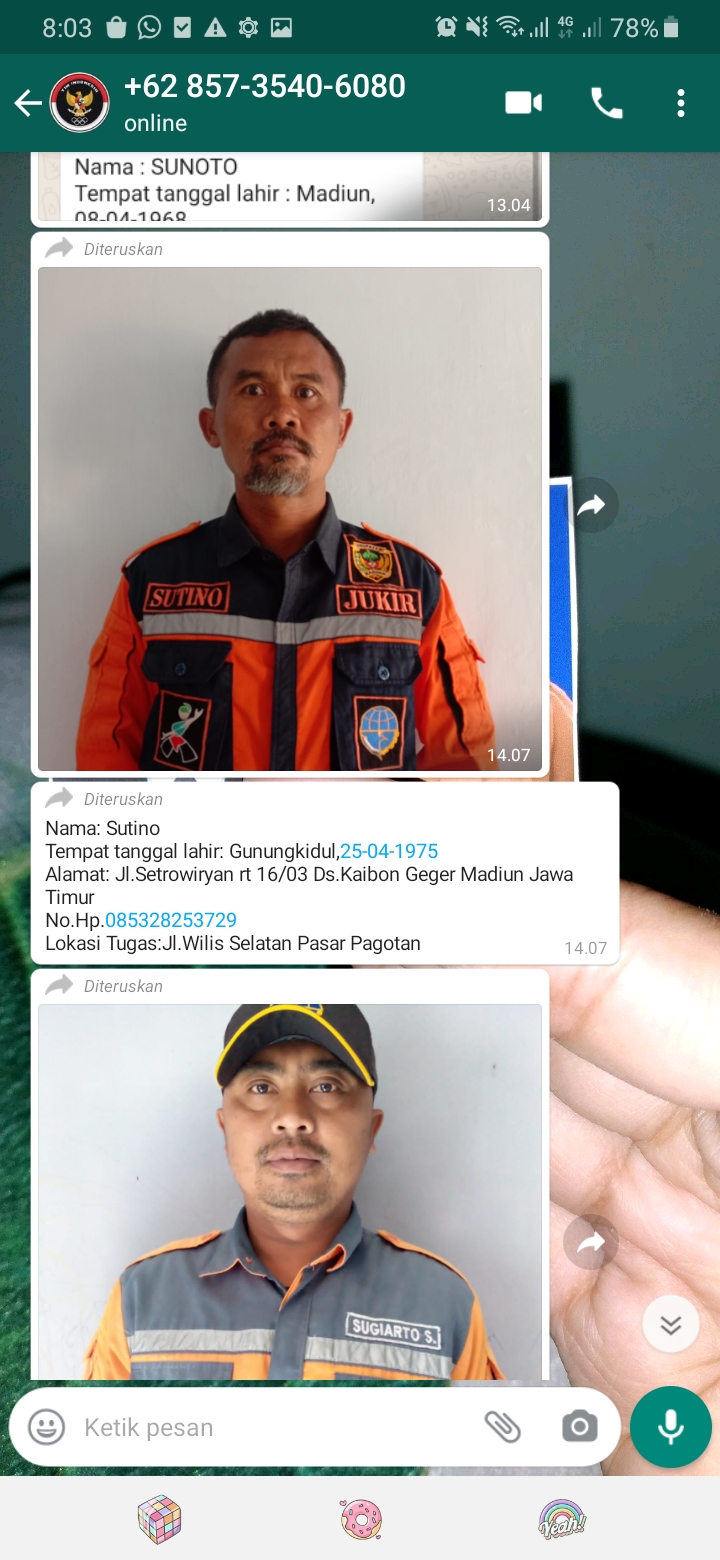 8:03
4G
78%
+62 857-3540-6080
online
Nama : SUNOTO
Tempat tanggal lahir : Madiun,
08-04-1968
13.04
Diteruskan
SUTINO
JUKIR
14.07
Diteruskan
Nama: Sutino
Tempat tanggal lahir: Gunungkidul,25-04-1975
Alamat: Jl.Setrowiryan rt 16/03 Ds.Kaibon Geger Madiun Jawa
Timur
No.Hp.085328253729
Lokasi Tugas:Jl.Wilis Selatan Pasar Pagotan
14.07
Diteruskan
SUGIARTO S.
Ketik pesan
Yeah!